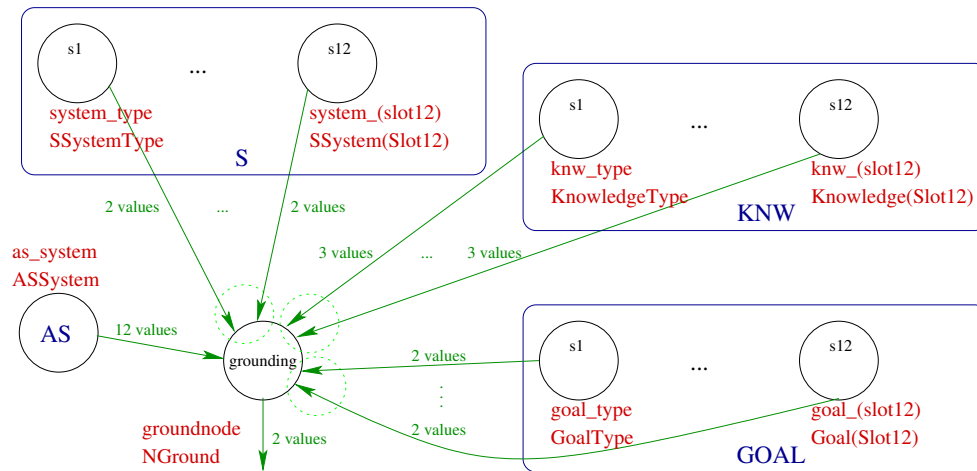 s1
...
s12
system_type
SSystemType
system_(slot12)
SSystem(Slot12)
S
s1
...
s12
knw_type
KnowledgeType
knw_(slot12)
Knowledge(Slot12)
KNW
2 values
...
2 values
3 values
...
3 values
as_system
ASSystem
AS
12 values
grounding
2 values
groundnode
NGround
s1
...
s12
goal_type
GoalType
goal_(slot12)
Goal(Slot12)
GOAL
2 values
...
2 values